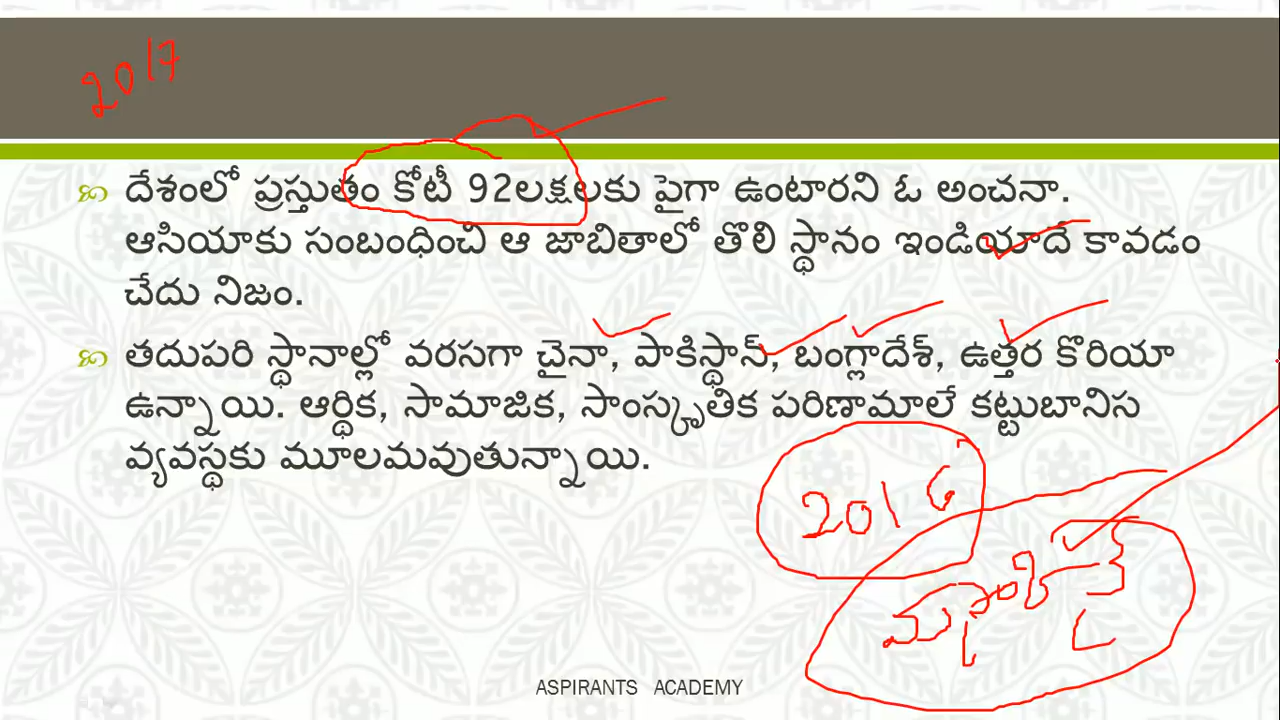 2017
దేశంలో ప్రస్తుతం కోటీ 92లక్షలకు పైగా ఉంటారని ఓ అంచనా.
ఆసియాకు సంబంధించి ఆ జాబితాలో తొలి స్థానం ఇండియాదే కావడం
చేదు నిజం.
తదుపరి స్థానాల్లో వరసగా చైనా, పాకిస్థాన్, బంగ్లాదేశ్, ఉత్తర కొరియా
ఉన్నాయి. ఆర్థిక, సామాజిక, సాంస్కృతిక పరిణామాలే కట్టుబానిస
వ్యవస్థకు మూలమవుతున్నాయి.
2016
ASPIRANTS ACADEMY